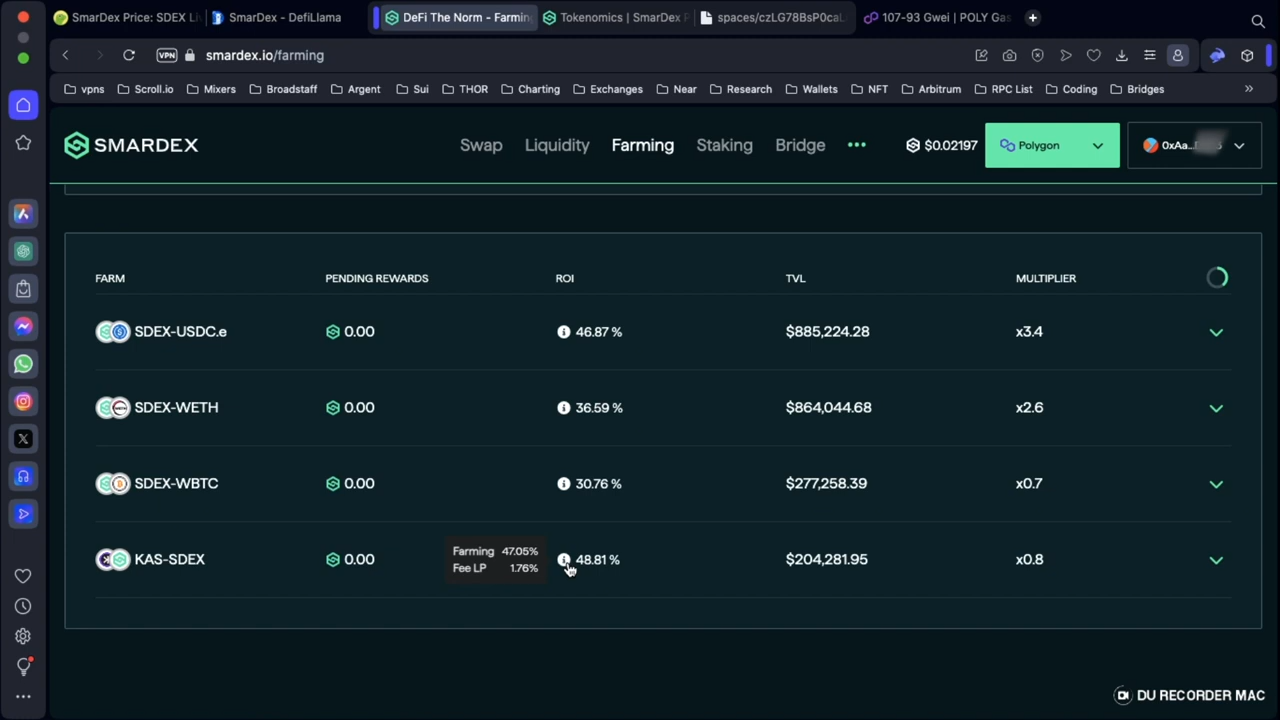 SmarDex Price: SDEX Li
SmarDex - DefiLlama
DeFi The Norm - Farming
Tokenomics | SmarDex
spaces/czLG78BsP0caL
107-93 Gwei | POLY Gas
VPN
smardex.io/farming
vpns
Scroll.io
Mixers
Broadstaff
Argent
Sui
THOR
Charting
Exchanges
Near
Research
Wallets
NFT
Arbitrum
RPC List
Coding
Bridges
SMARDEX
Swap
Liquidity
Farming
Staking
Bridge
$0.02197
Polygon
0xAa...
FARM
PENDING REWARDS
ROI
TVL
MULTIPLIER
SDEX-USDC.e
0.00
46.87 %
$885,224.28
x3.4
SDEX-WETH
0.00
36.59 %
$864,044.68
x2.6
SDEX-WBTC
0.00
30.76 %
$277,258.39
x0.7
KAS-SDEX
0.00
Farming 47.05%
Fee LP 1.76%
48.81 %
$204,281.95
x0.8
DU RECORDER MAC